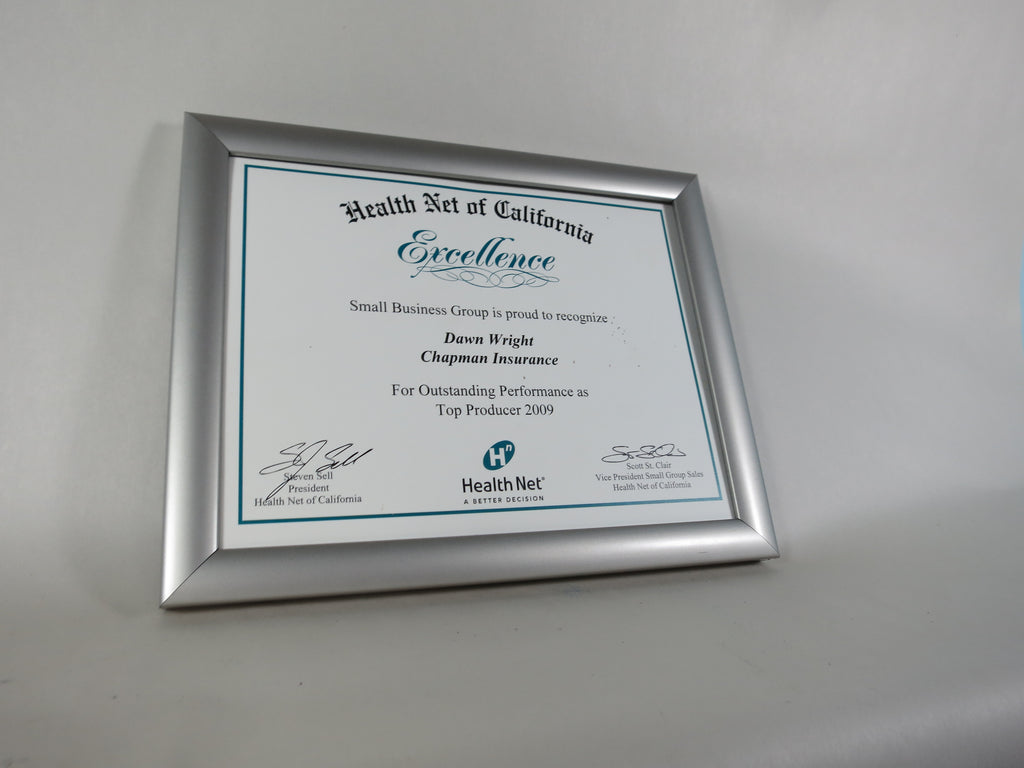 Health Net of California
Excellence
Small Business Group is proud to recognize
Dawn Wright
Chapman Insurance
For Outstanding Performance as
Top Producer 2009
Steven Sell
President
Health Net of California
Hn
Health Net®
A BETTER DECISION
Scott St. Clair
Vice President Small Group Sales
Health Net of California